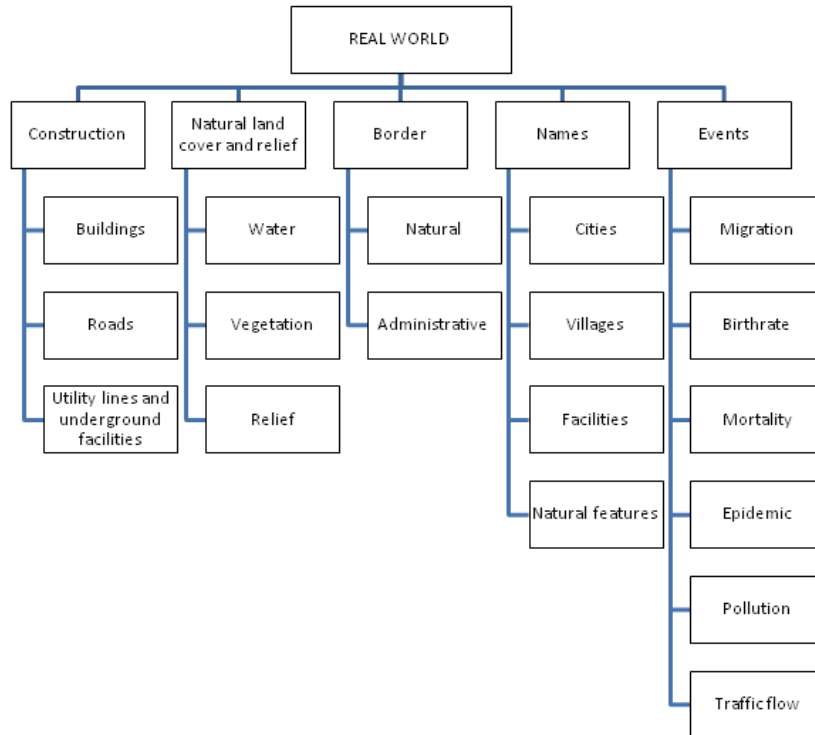 REAL WORLD
Construction
Natural land
cover and relief
Border
Names
Events
Buildings
Water
Natural
Cities
Migration
Roads
Vegetation
Administrative
Villages
Birthrate
Utility lines and
underground
facilities
Relief
Facilities
Mortality
Natural features
Epidemic
Pollution
Traffic flow